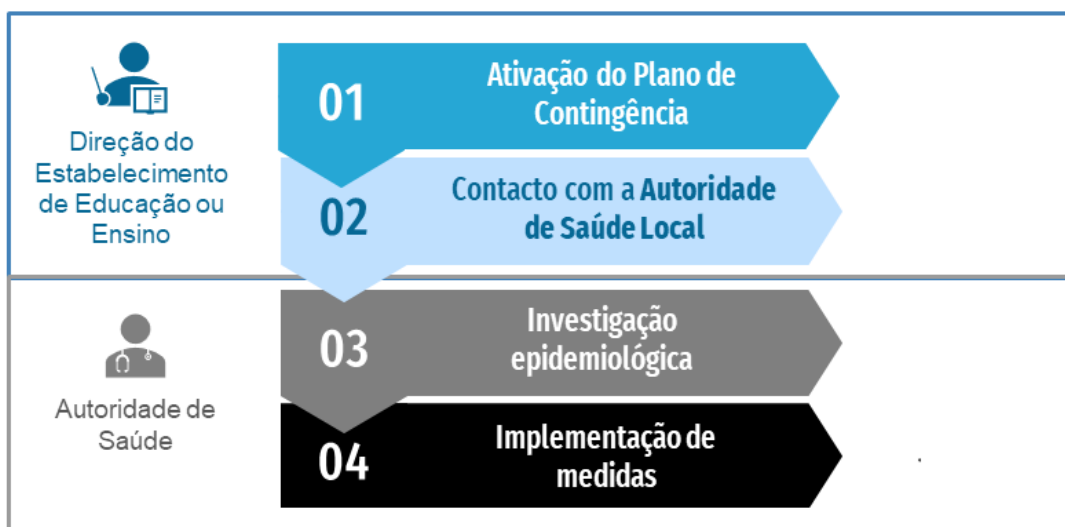 Direção do
Estabelecimento
de Educação ou
Ensino
01
Ativação do Plano de
Contingência
02
Contacto com a Autoridade
de Saúde Local
Autoridade de
Saúde
03
Investigação
epidemiológica
04
Implementação de
medidas
.